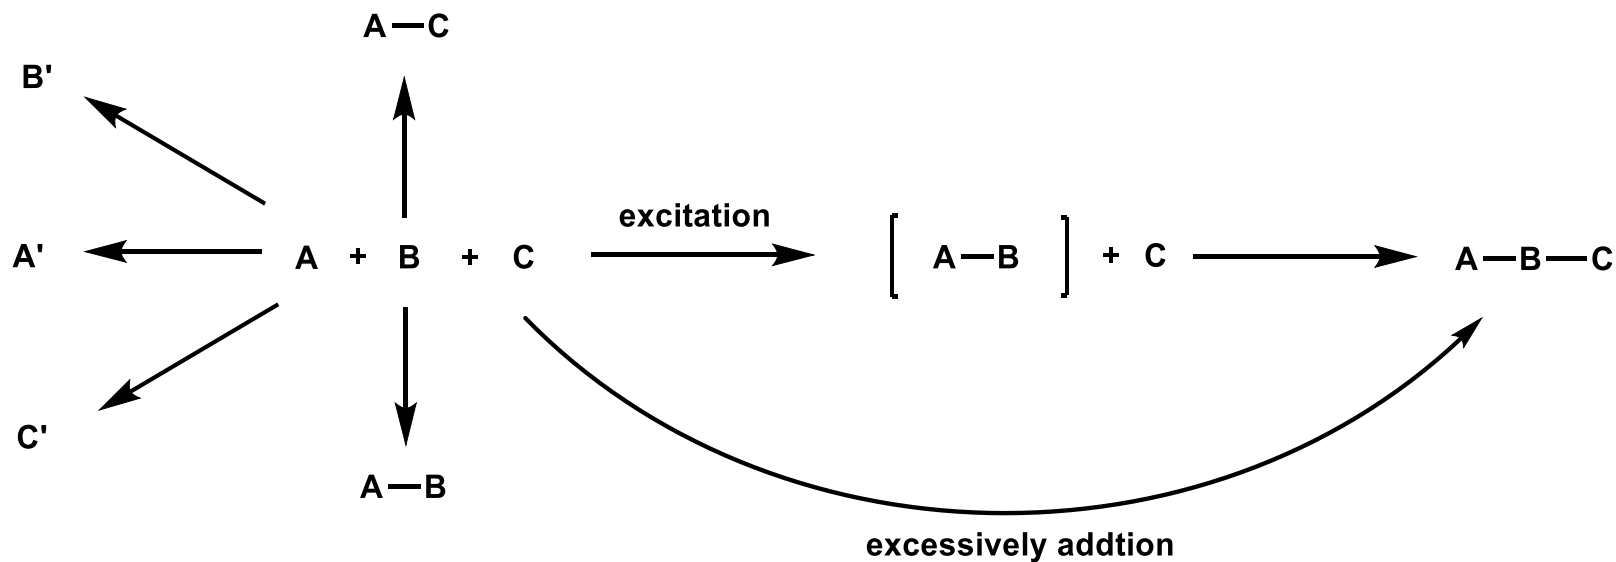 A—C
B'
excitation
A' A + B + C [ A—B ] + C A—B—C
C'
A—B
excessively addtion